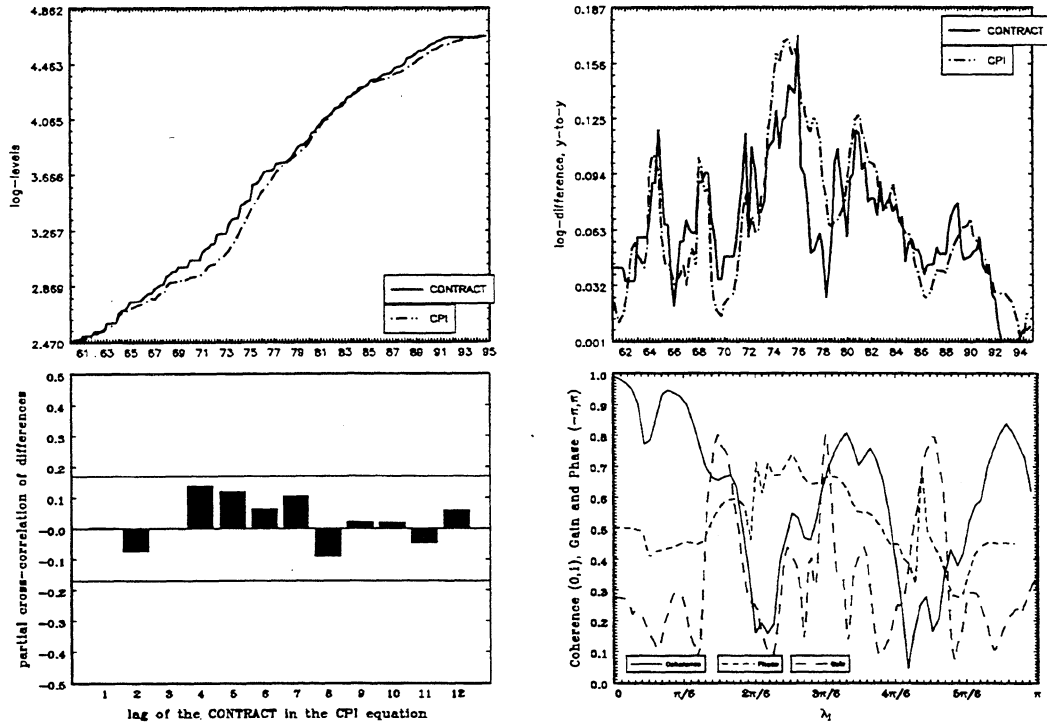 4.862
4.463
4.065
3.666
3.267
2.869
2.470
log-levels
61 63 65 67 69 71 73 75 77 79 81 83 85 87 89 91 93 95
CONTRACT
CPI
0.187
0.156
0.125
0.094
0.063
0.032
0.001
log-difference, y-to-y
62 64 66 68 70 72 74 76 78 80 82 84 86 88 90 92 94
CONTRACT
CPI
0.5
0.4
0.3
0.2
0.1
-0.0
-0.1
-0.2
-0.3
-0.4
-0.5
partial cross-correlation of differences
1 2 3 4 5 6 7 8 9 10 11 12
lag of the CONTRACT in the CPI equation
1.0
0.9
0.8
0.7
0.6
0.5
0.4
0.3
0.2
0.1
0.0
Coherence (0,1), Gain and Phase (-π,π)
Coherence
Phase
Gain
0 π/6 2π/6 3π/6 4π/6 5π/6 π
λj